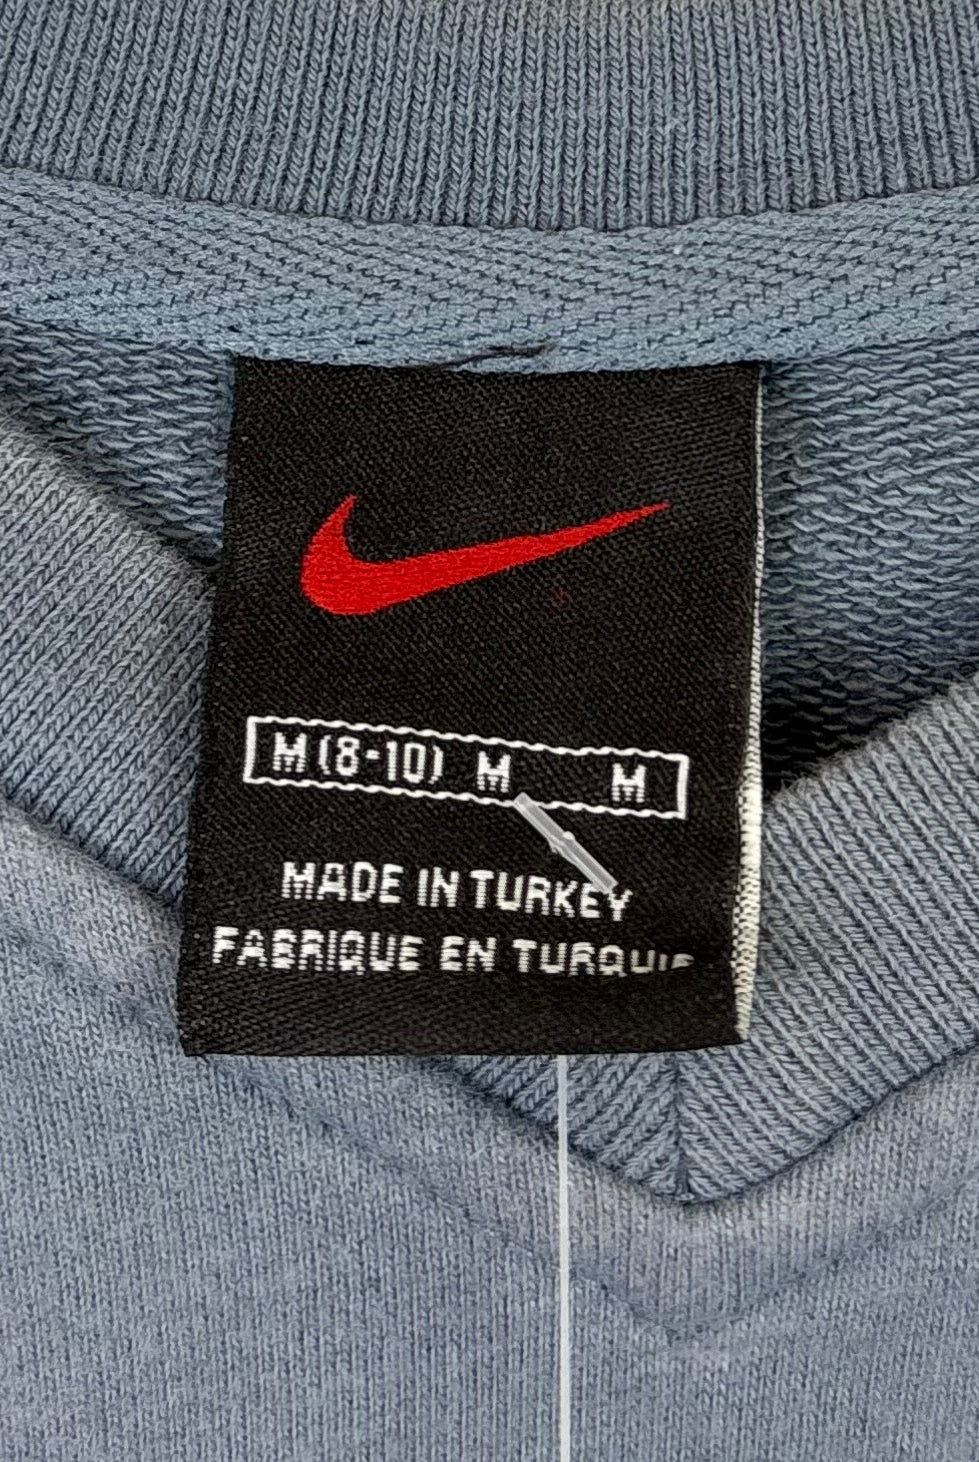 M (8-10) M M
MADE IN TURKEY
FABRIQUE EN TURQUIE